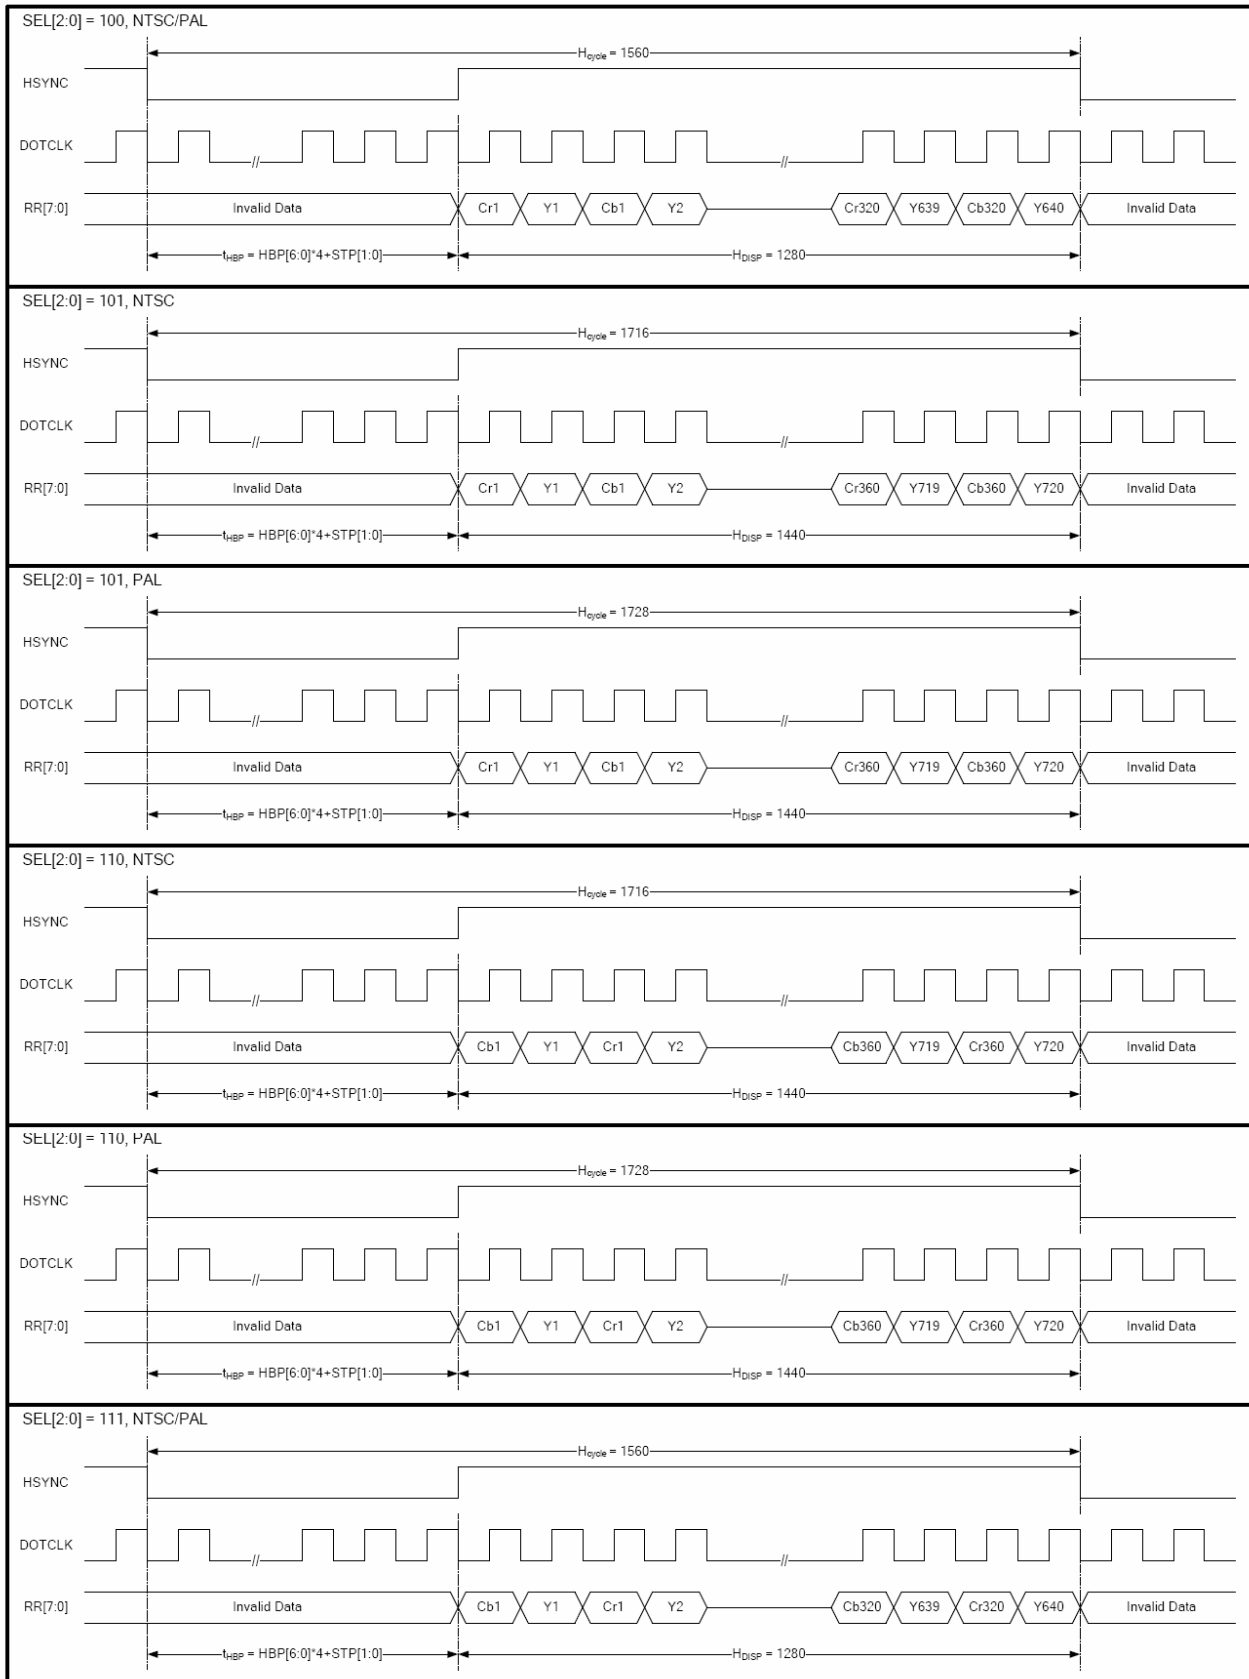 SEL[2:0] = 100, NTSC/PAL
Hcycle = 1560
HSYNC
DOTCLK
// //
RR[7:0] Invalid Data Cr1 Y1 Cb1 Y2 Cr320 Y639 Cb320 Y640 Invalid Data
tHBP = HBP[6:0]*4+STP[1:0] HDISP = 1280
SEL[2:0] = 101, NTSC
Hcycle = 1716
HSYNC
DOTCLK
// //
RR[7:0] Invalid Data Cr1 Y1 Cb1 Y2 Cr360 Y719 Cb360 Y720 Invalid Data
tHBP = HBP[6:0]*4+STP[1:0] HDISP = 1440
SEL[2:0] = 101, PAL
Hcycle = 1728
HSYNC
DOTCLK
// //
RR[7:0] Invalid Data Cr1 Y1 Cb1 Y2 Cr360 Y719 Cb360 Y720 Invalid Data
tHBP = HBP[6:0]*4+STP[1:0] HDISP = 1440
SEL[2:0] = 110, NTSC
Hcycle = 1716
HSYNC
DOTCLK
// //
RR[7:0] Invalid Data Cb1 Y1 Cr1 Y2 Cb360 Y719 Cr360 Y720 Invalid Data
tHBP = HBP[6:0]*4+STP[1:0] HDISP = 1440
SEL[2:0] = 110, PAL
Hcycle = 1728
HSYNC
DOTCLK
// //
RR[7:0] Invalid Data Cb1 Y1 Cr1 Y2 Cb360 Y719 Cr360 Y720 Invalid Data
tHBP = HBP[6:0]*4+STP[1:0] HDISP = 1440
SEL[2:0] = 111, NTSC/PAL
Hcycle = 1560
HSYNC
DOTCLK
// //
RR[7:0] Invalid Data Cb1 Y1 Cr1 Y2 Cb320 Y639 Cr320 Y640 Invalid Data
tHBP = HBP[6:0]*4+STP[1:0] HDISP = 1280